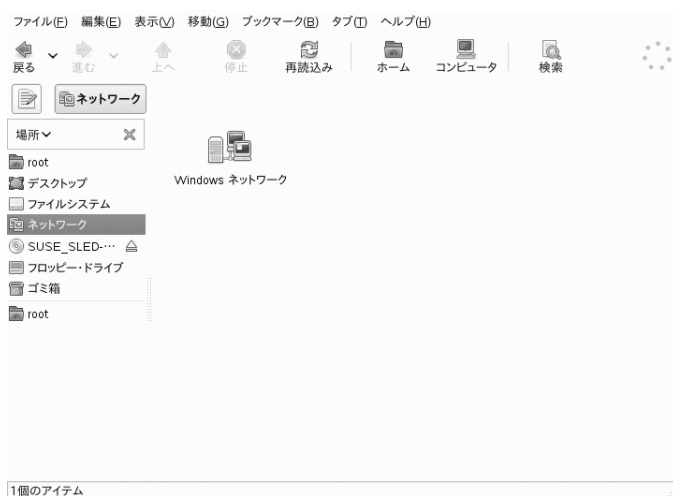 ファイル(F) 編集(E) 表示(V) 移動(G) ブックマーク(B) タブ(T) ヘルプ(H)
戻る 進む 上へ 停止 再読込み ホーム コンピュータ 検索
ネットワーク
場所
root
デスクトップ
ファイルシステム
ネットワーク
SUSE_SLED-…
フロッピー・ドライブ
ゴミ箱
root
Windows ネットワーク
1個のアイテム